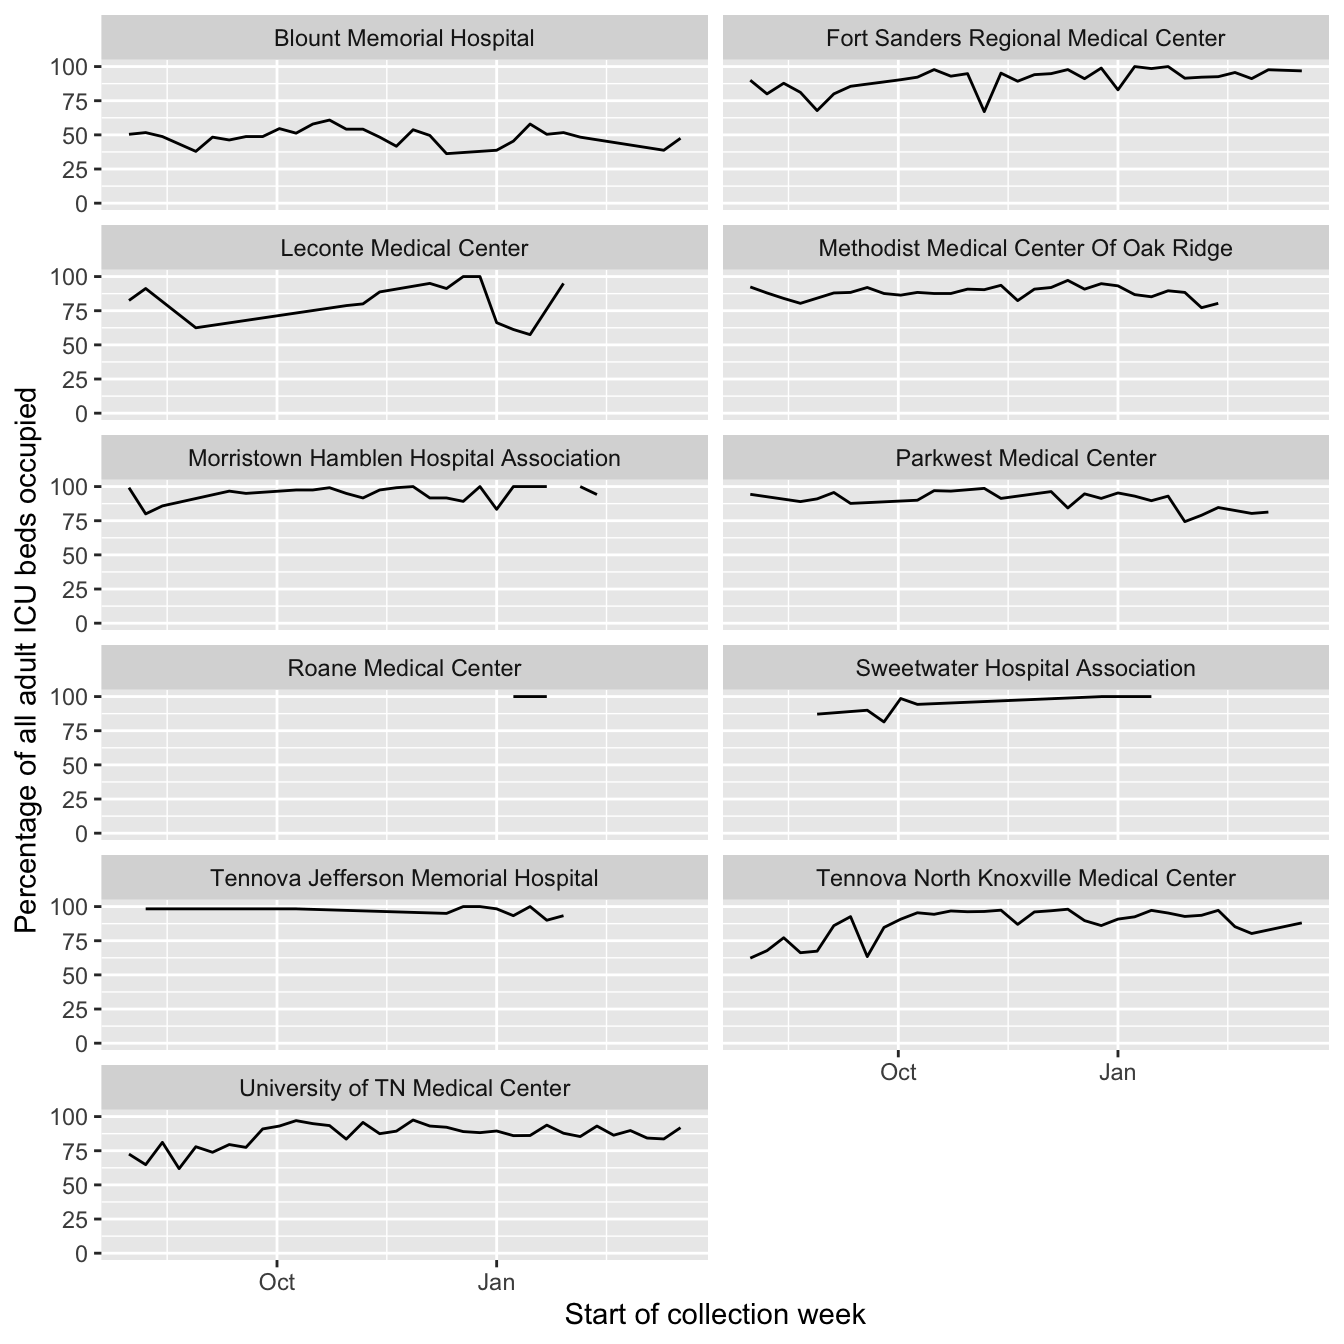 Blount Memorial Hospital
Fort Sanders Regional Medical Center
100
75
50
25
0
Leconte Medical Center
Methodist Medical Center Of Oak Ridge
100
75
50
25
0
Morristown Hamblen Hospital Association
Parkwest Medical Center
100
75
50
25
0
Roane Medical Center
Sweetwater Hospital Association
100
75
50
25
0
Tennova Jefferson Memorial Hospital
Tennova North Knoxville Medical Center
100
75
50
25
0
Oct Jan
University of TN Medical Center
100
75
50
25
0
Oct Jan
Start of collection week
Percentage of all adult ICU beds occupied